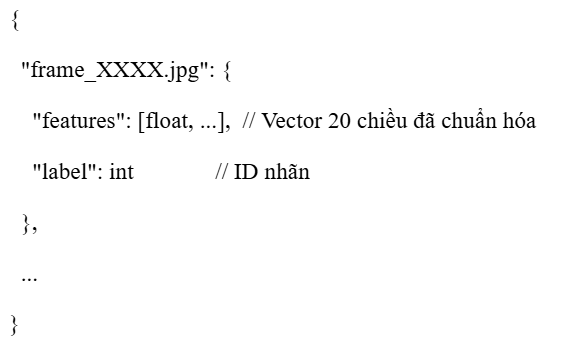 {
"frame_XXXX.jpg": {
"features": [float, ...], // Vector 20 chiều đã chuẩn hóa
"label": int // ID nhãn
},
...
}